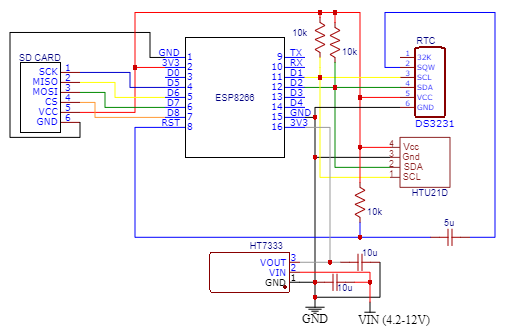 10k
10k
RTC
GND 1
3V3 2
D0 3
D5 4
D6 5
D7 6
D8 7
RST 8
ESP8266
9 TX
10 RX
11 D1
12 D2
13 D3
14 D4
15 GND
16 3V3
1 32K
2 SQW
3 SCL
4 SDA
5 VCC
6 GND
DS3231
SD CARD
SCK 1
MISO 2
MOSI 3
CS 4
VCC 5
GND 6
4 Vcc
3 Gnd
2 SDA
1 SCL
HTU21D
10k
5u
HT7333
VOUT 3
VIN 2
GND 1
10u
10u
GND
VIN (4.2-12V)